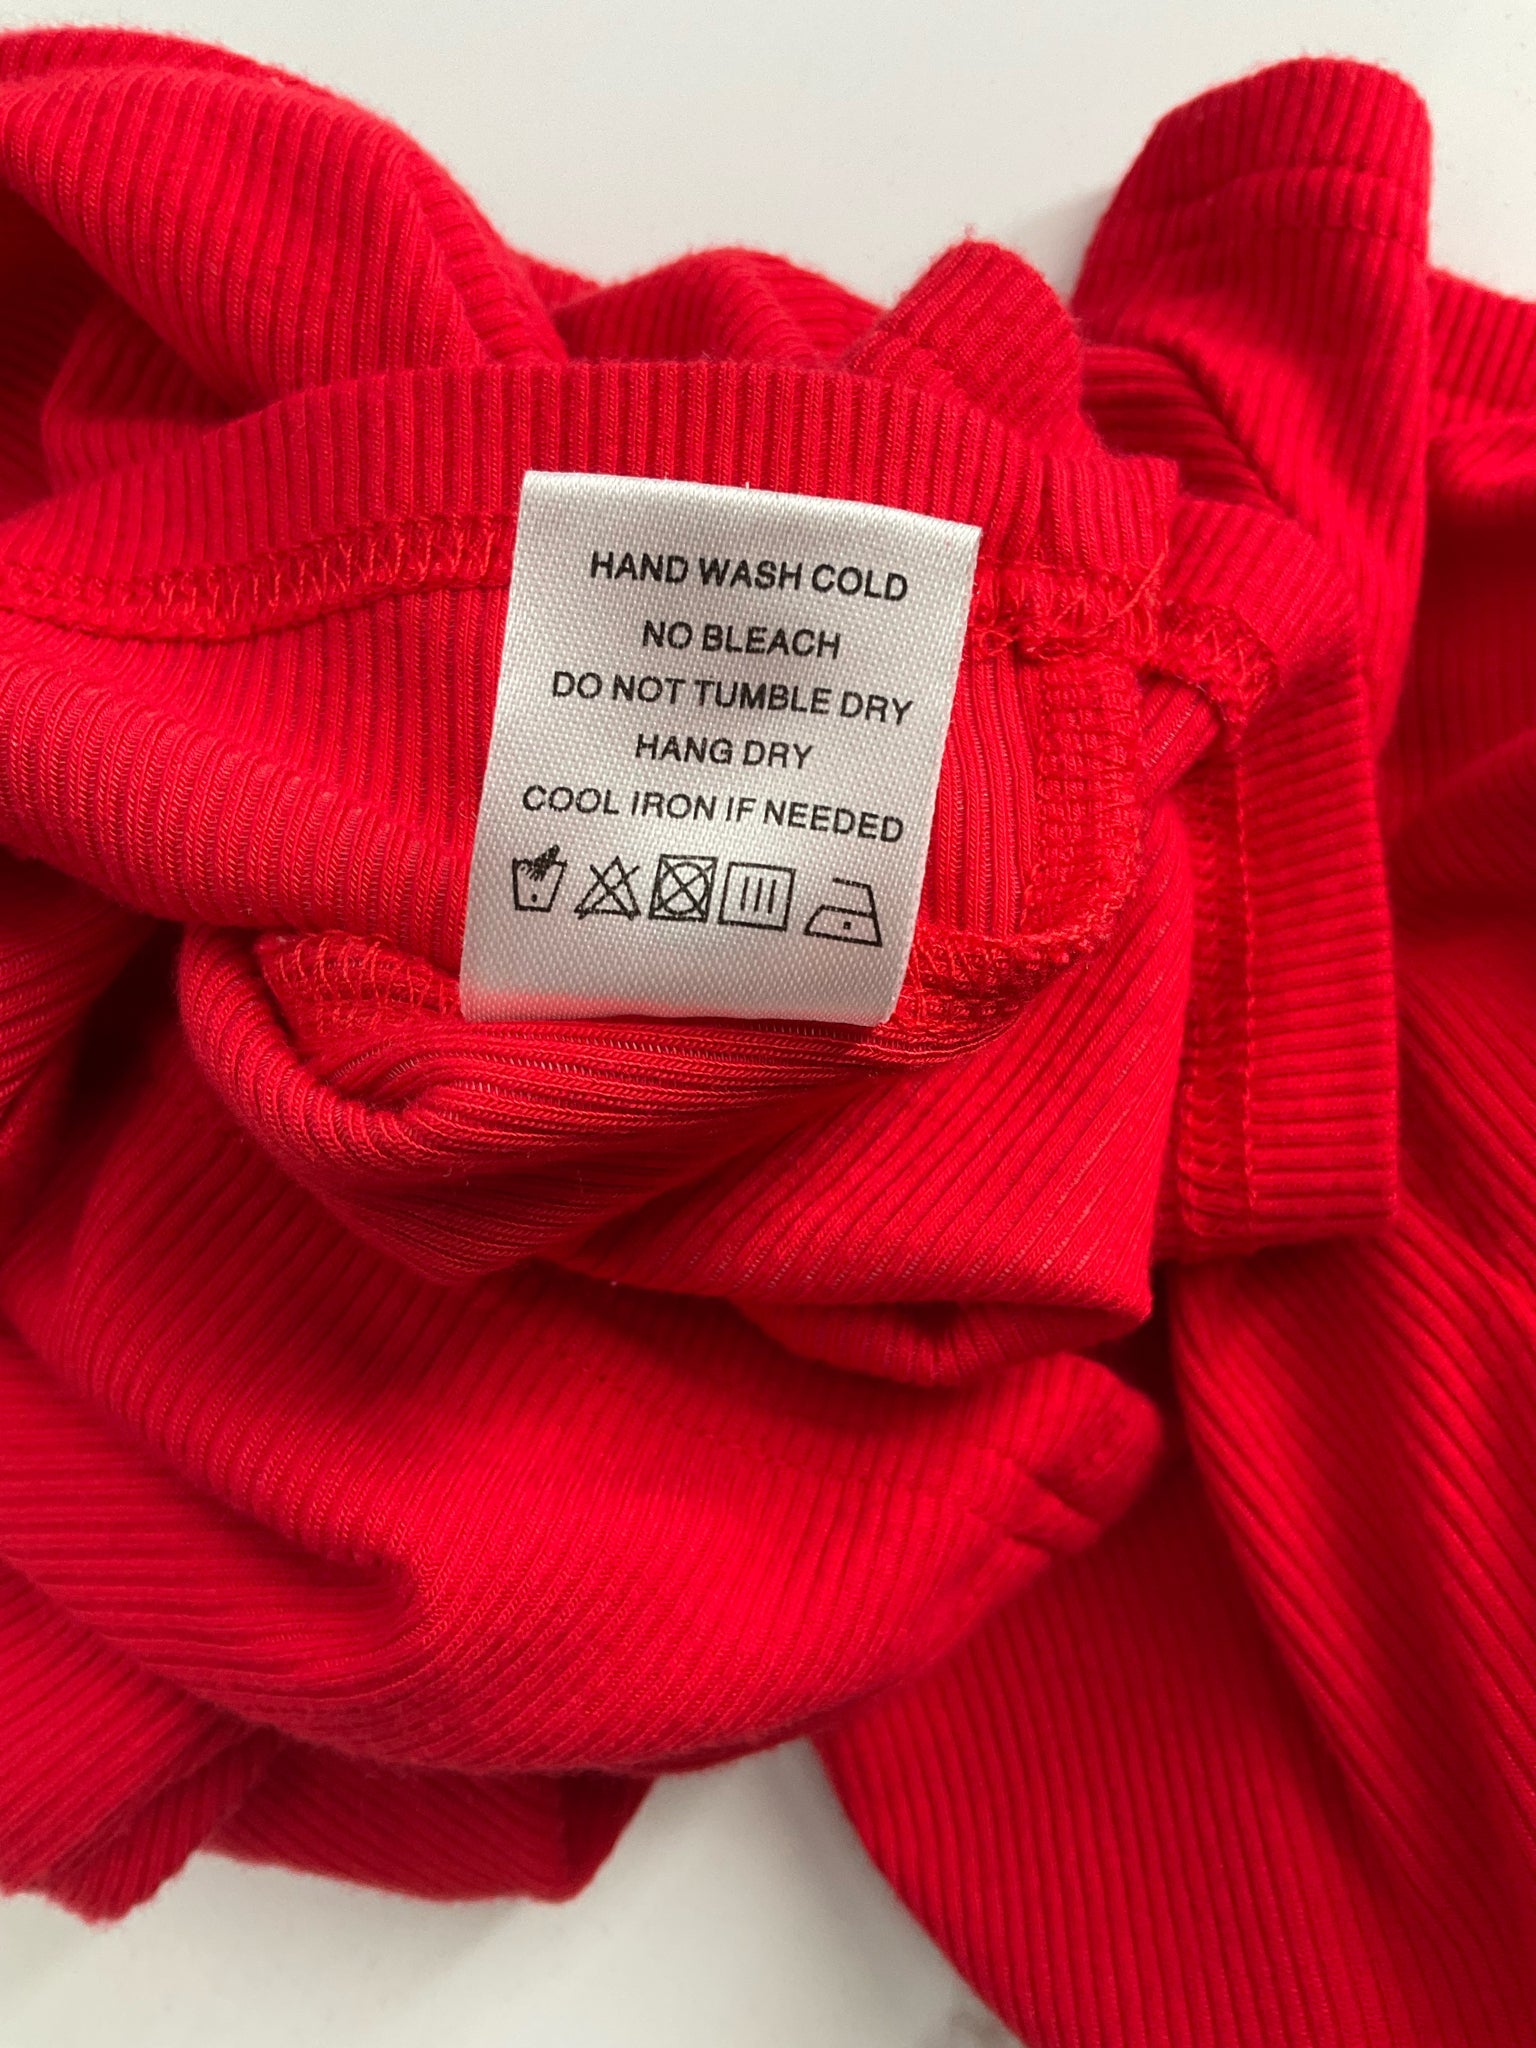 HAND WASH COLD
NO BLEACH
DO NOT TUMBLE DRY
HANG DRY
COOL IRON IF NEEDED